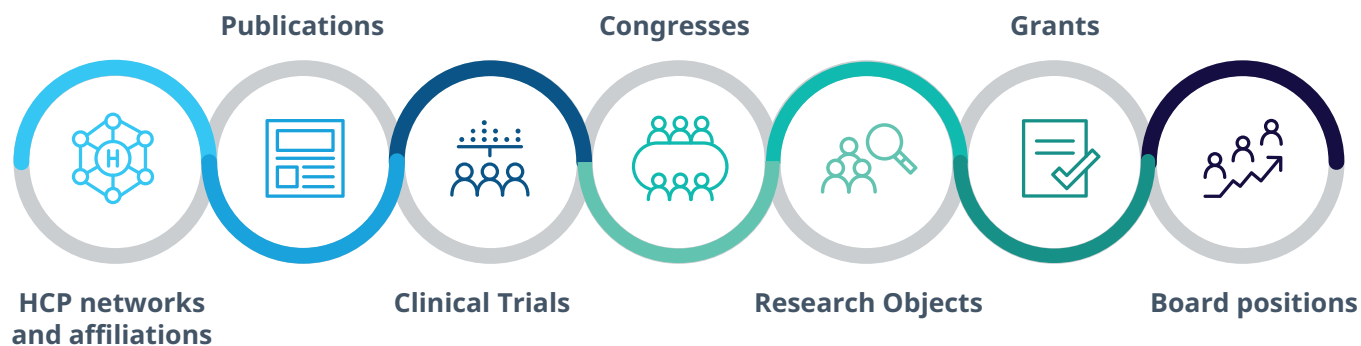 Publications
Congresses
Grants
H
HCP networks
and affiliations
Clinical Trials
Research Objects
Board positions